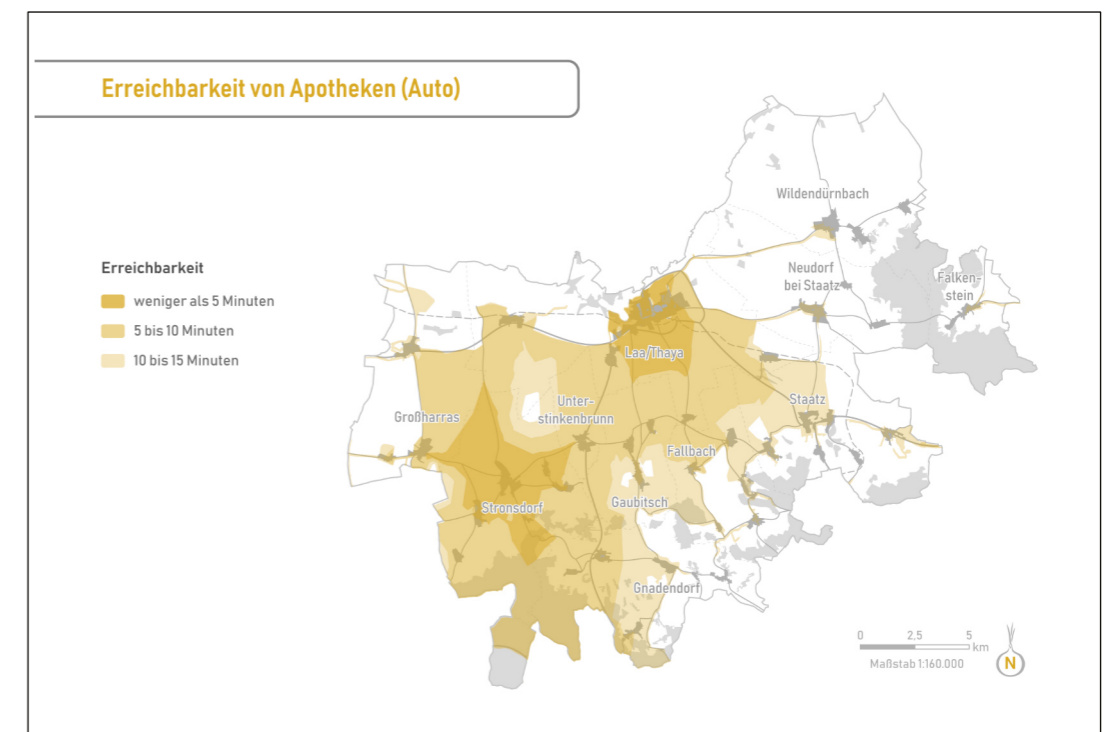 Erreichbarkeit von Apotheken (Auto)
Erreichbarkeit
weniger als 5 Minuten
5 bis 10 Minuten
10 bis 15 Minuten
Wildendürnbach
Neudorf
bei Staatz
Falken-
stein
Laa/Thaya
Unter-
stinkenbrunn
Großharras
Staatz
Fallbach
Stronsdorf
Gaubitsch
Gnadendorf
0 2,5 5
km
Maßstab 1:160.000
N